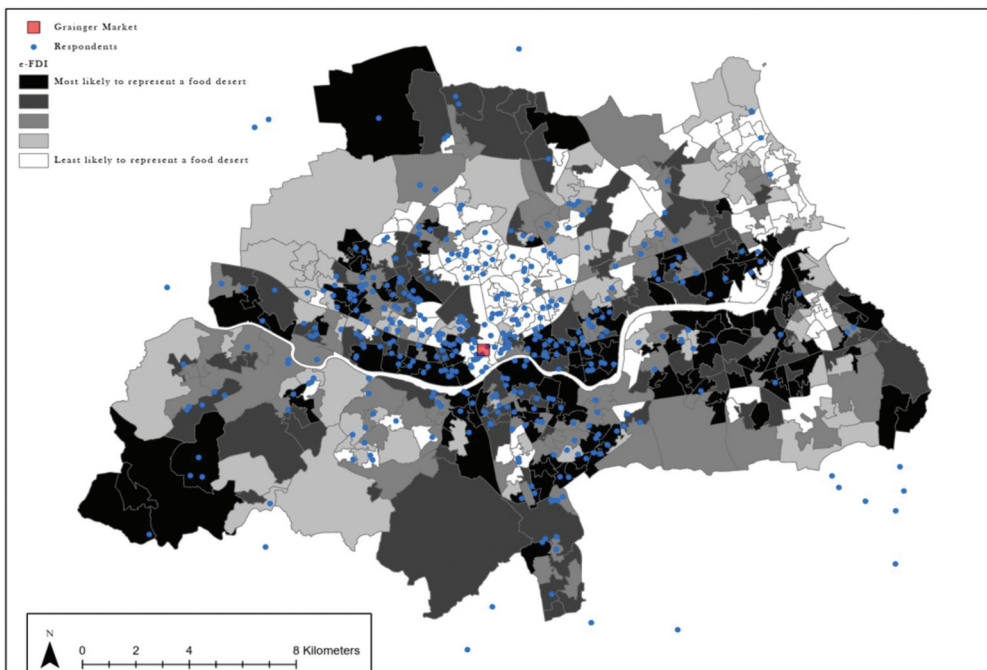 Grainger Market
Respondents
e-FDI
Most likely to represent a food desert
Least likely to represent a food desert
N
0 2 4 8 Kilometers